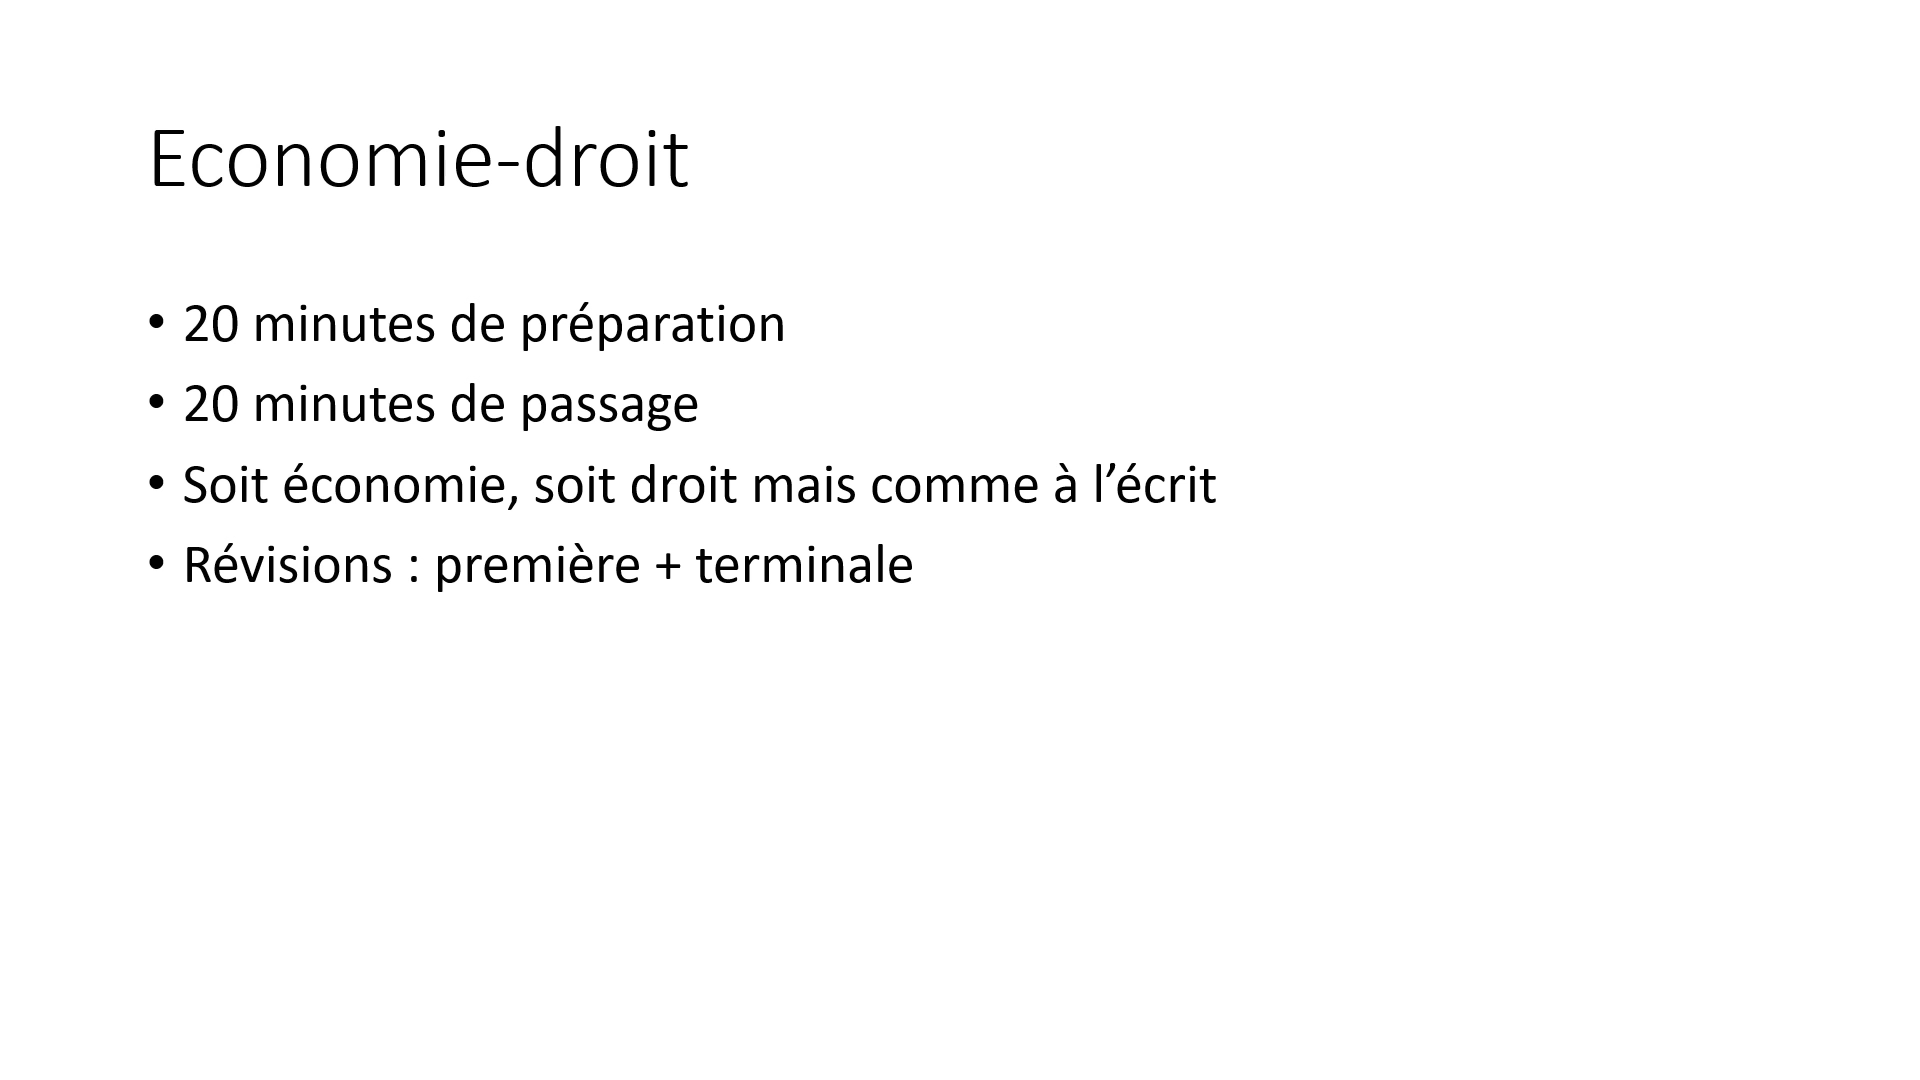 Economie-droit
• 20 minutes de préparation
• 20 minutes de passage
• Soit économie, soit droit mais comme à l’écrit
• Révisions : première + terminale